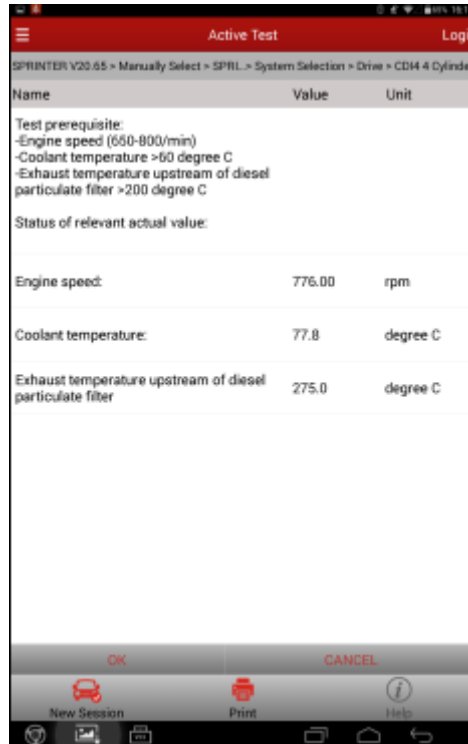 Active Test
Logi
SPRINTER V20.65 > Manually Select > SPRI...> System Selection > Drive > CDI4 4 Cylinde
Name Value Unit
Test prerequisite:
-Engine speed (650-800/min)
-Coolant temperature >60 degree C
-Exhaust temperature upstream of diesel
particulate filter >200 degree C
Status of relevant actual value:
Engine speed: 776.00 rpm
Coolant temperature: 77.8 degree C
Exhaust temperature upstream of diesel
particulate filter 275.0 degree C
OK CANCEL
New Session Print Help